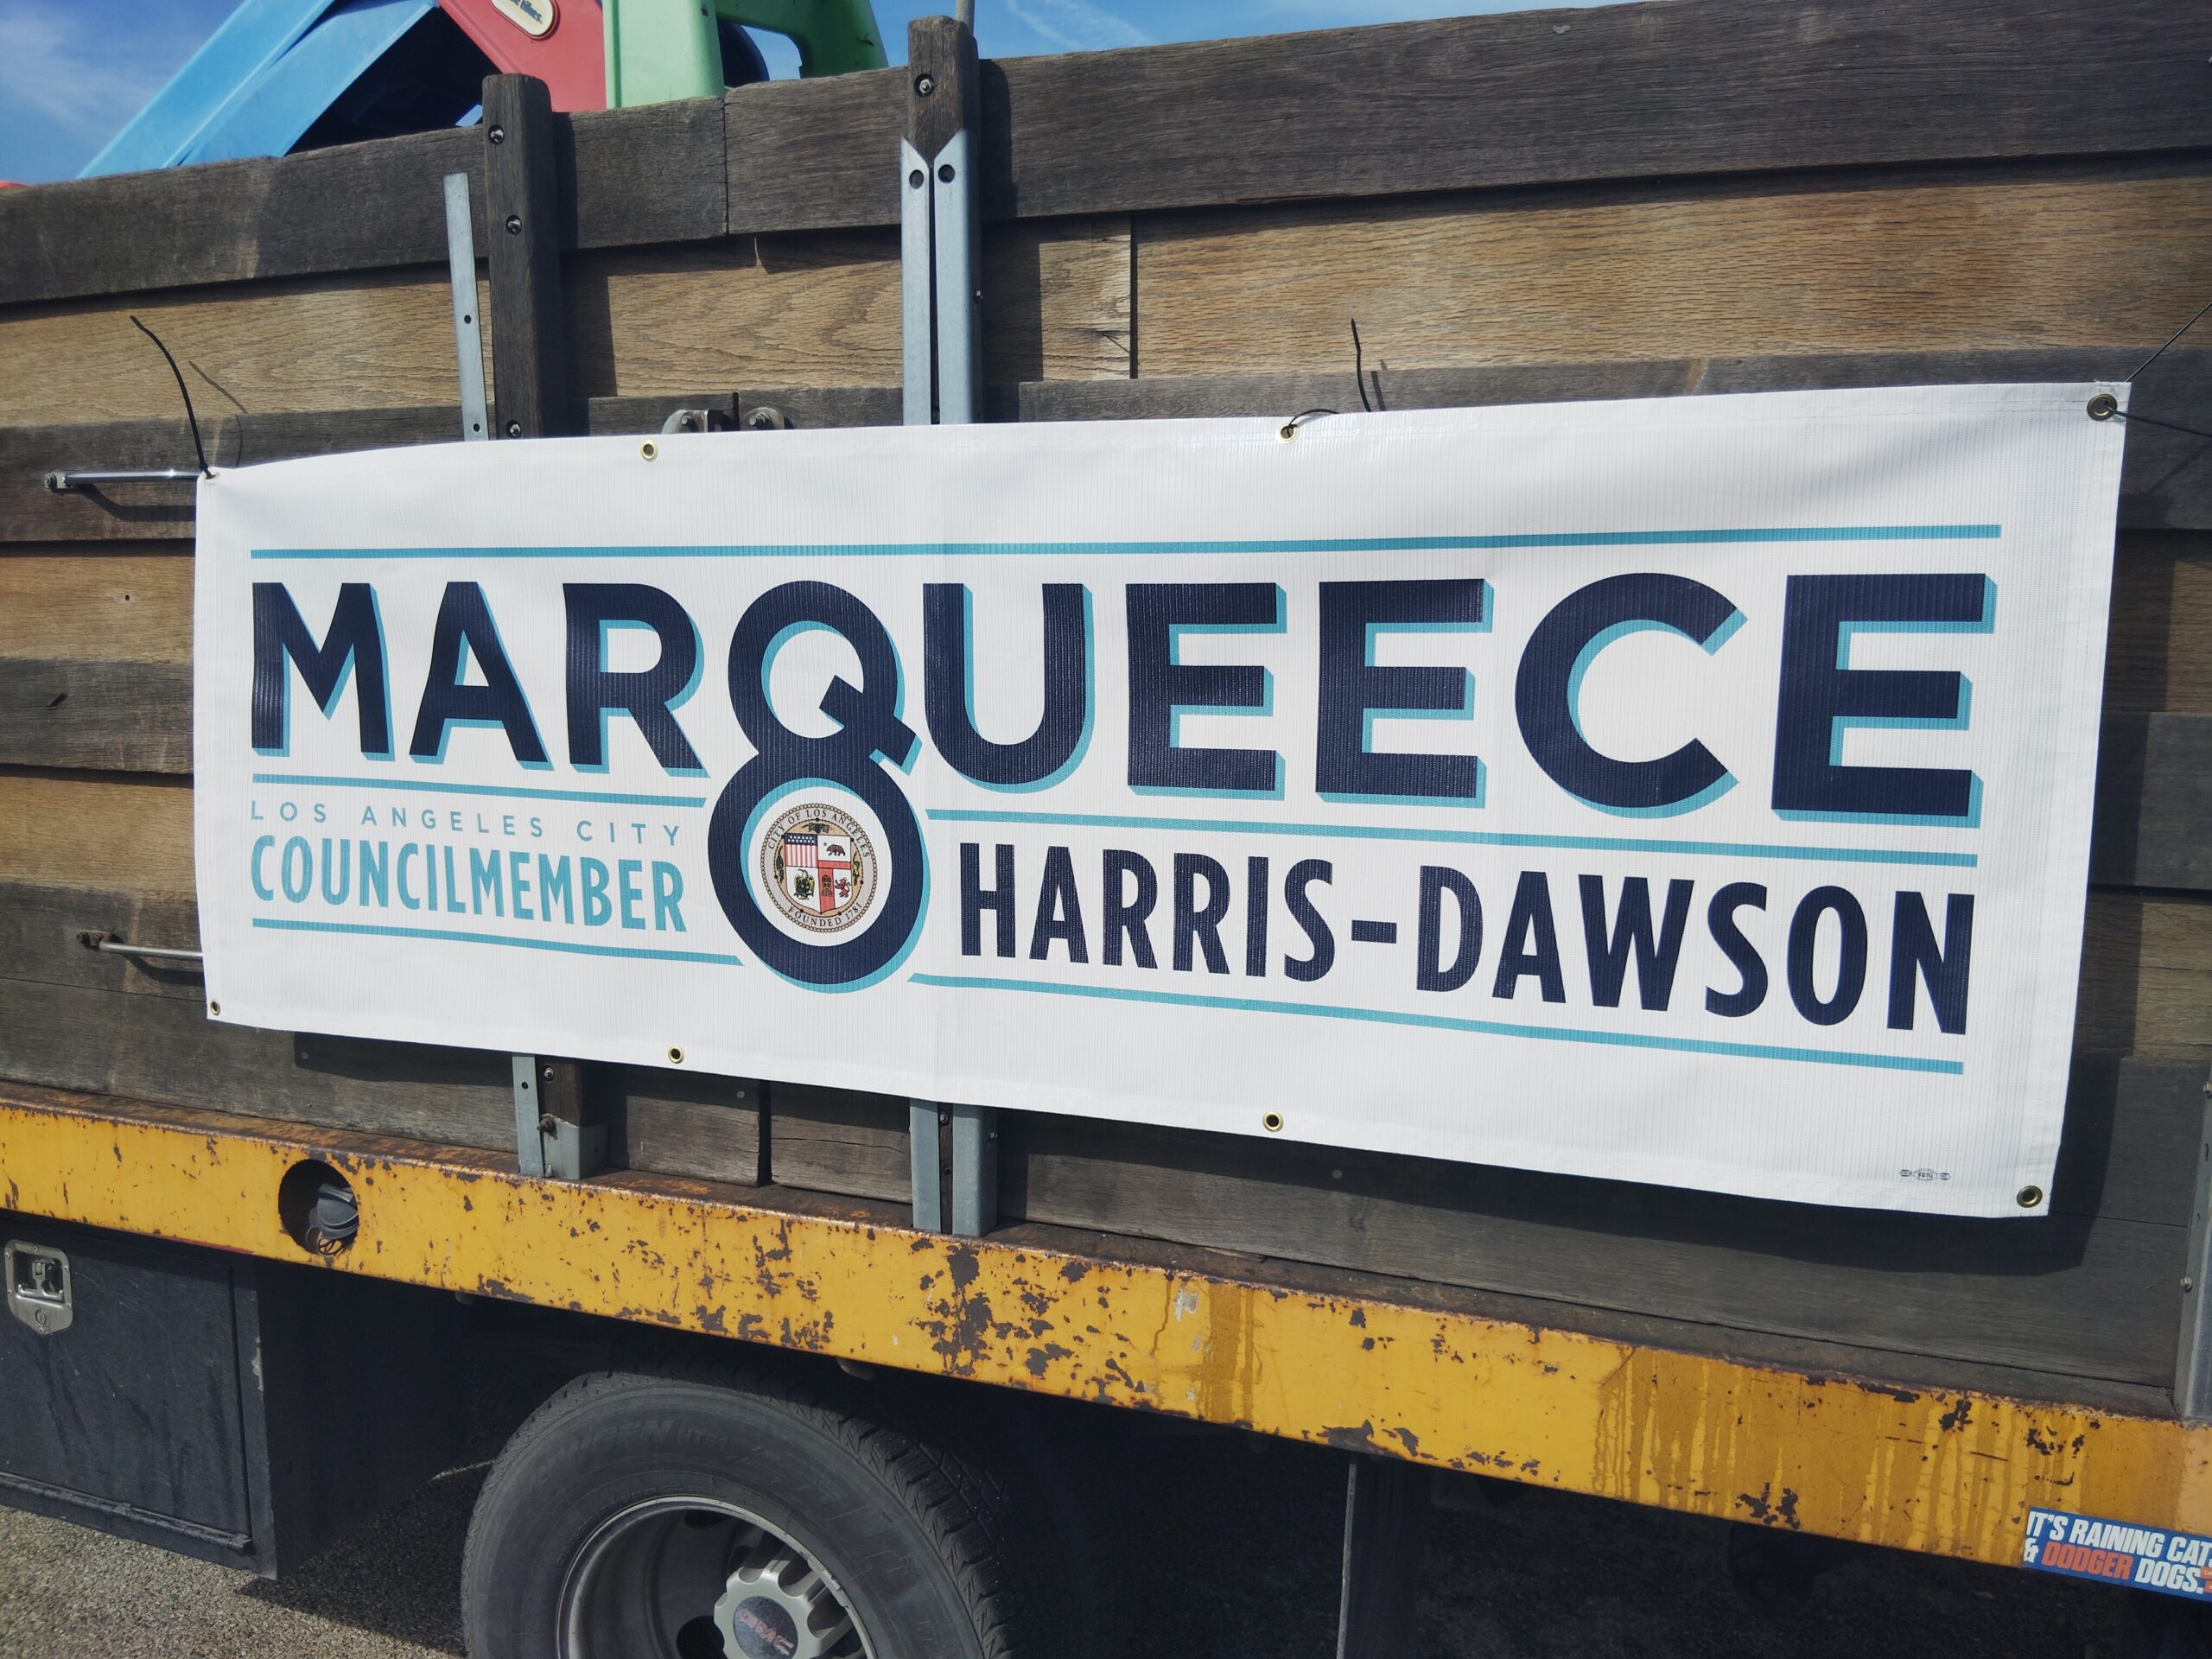 MARQUEECE
LOS ANGELES CITY
COUNCILMEMBER
8
CITY OF LOS ANGELES
FOUNDED 1781
HARRIS-DAWSON
IT'S RAINING CATS
& DODGER DOGS.
GMC